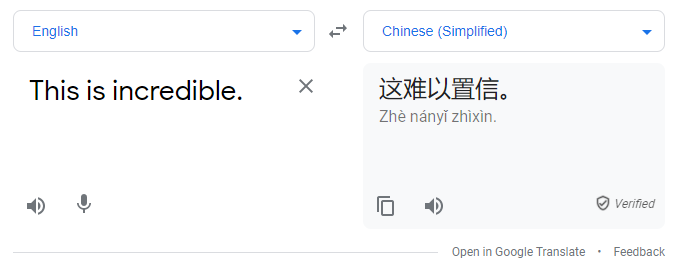 English
Chinese (Simplified)
This is incredible.
这难以置信。
Zhè nányǐ zhìxìn.
Verified
Open in Google Translate • Feedback